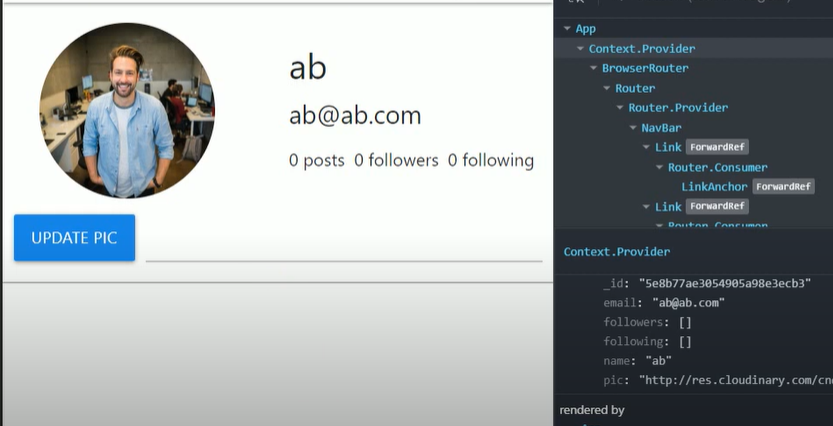 ab
ab@ab.com
0 posts 0 followers 0 following
UPDATE PIC
App
Context.Provider
BrowserRouter
Router
Router.Provider
NavBar
Link ForwardRef
Router.Consumer
LinkAnchor ForwardRef
Link ForwardRef
Router.Consumer
Context.Provider
_id: "5e8b77ae3054905a98e3ecb3"
email: "ab@ab.com"
followers: []
following: []
name: "ab"
pic: "http://res.cloudinary.com/cn
rendered by